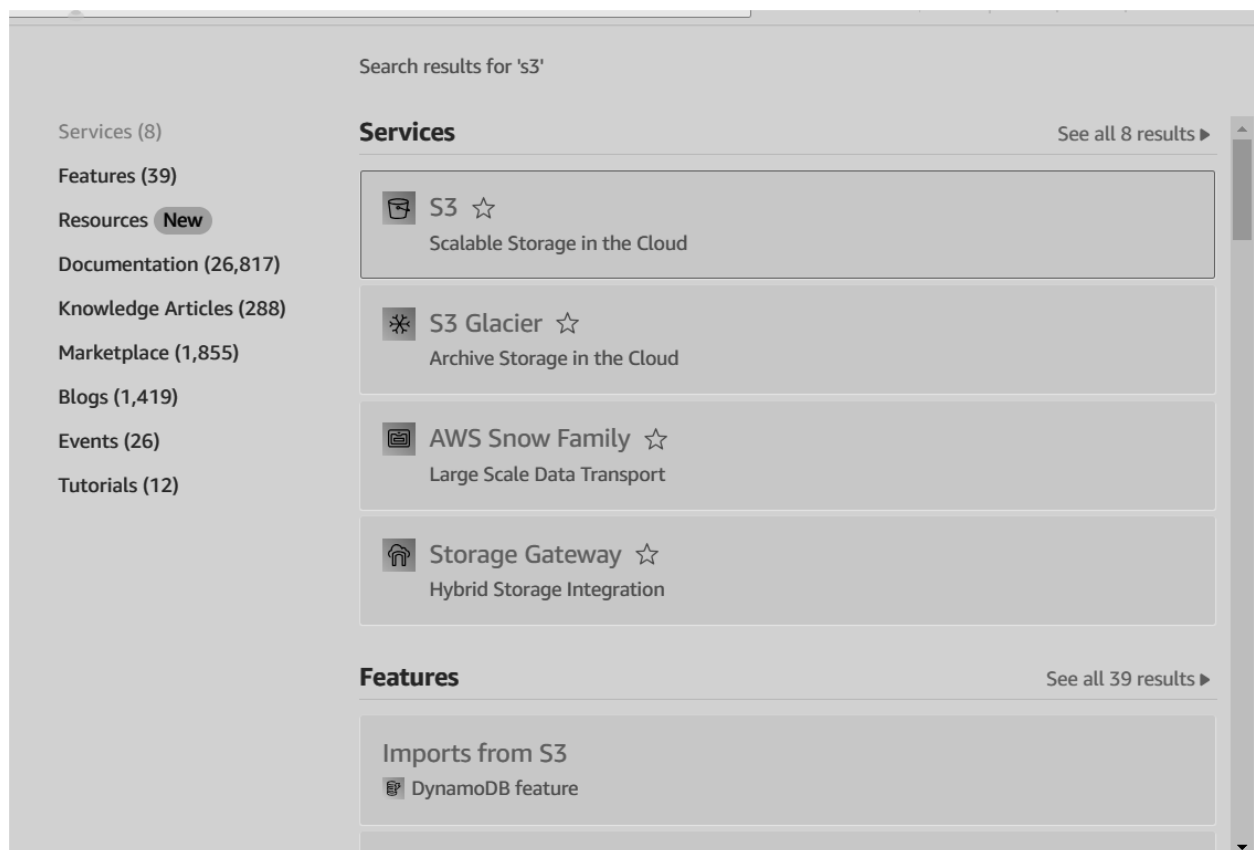 Search results for 's3'
Services (8)
Features (39)
Resources New
Documentation (26,817)
Knowledge Articles (288)
Marketplace (1,855)
Blogs (1,419)
Events (26)
Tutorials (12)
Services
See all 8 results
S3
Scalable Storage in the Cloud
S3 Glacier
Archive Storage in the Cloud
AWS Snow Family
Large Scale Data Transport
Storage Gateway
Hybrid Storage Integration
Features
See all 39 results
Imports from S3
DynamoDB feature